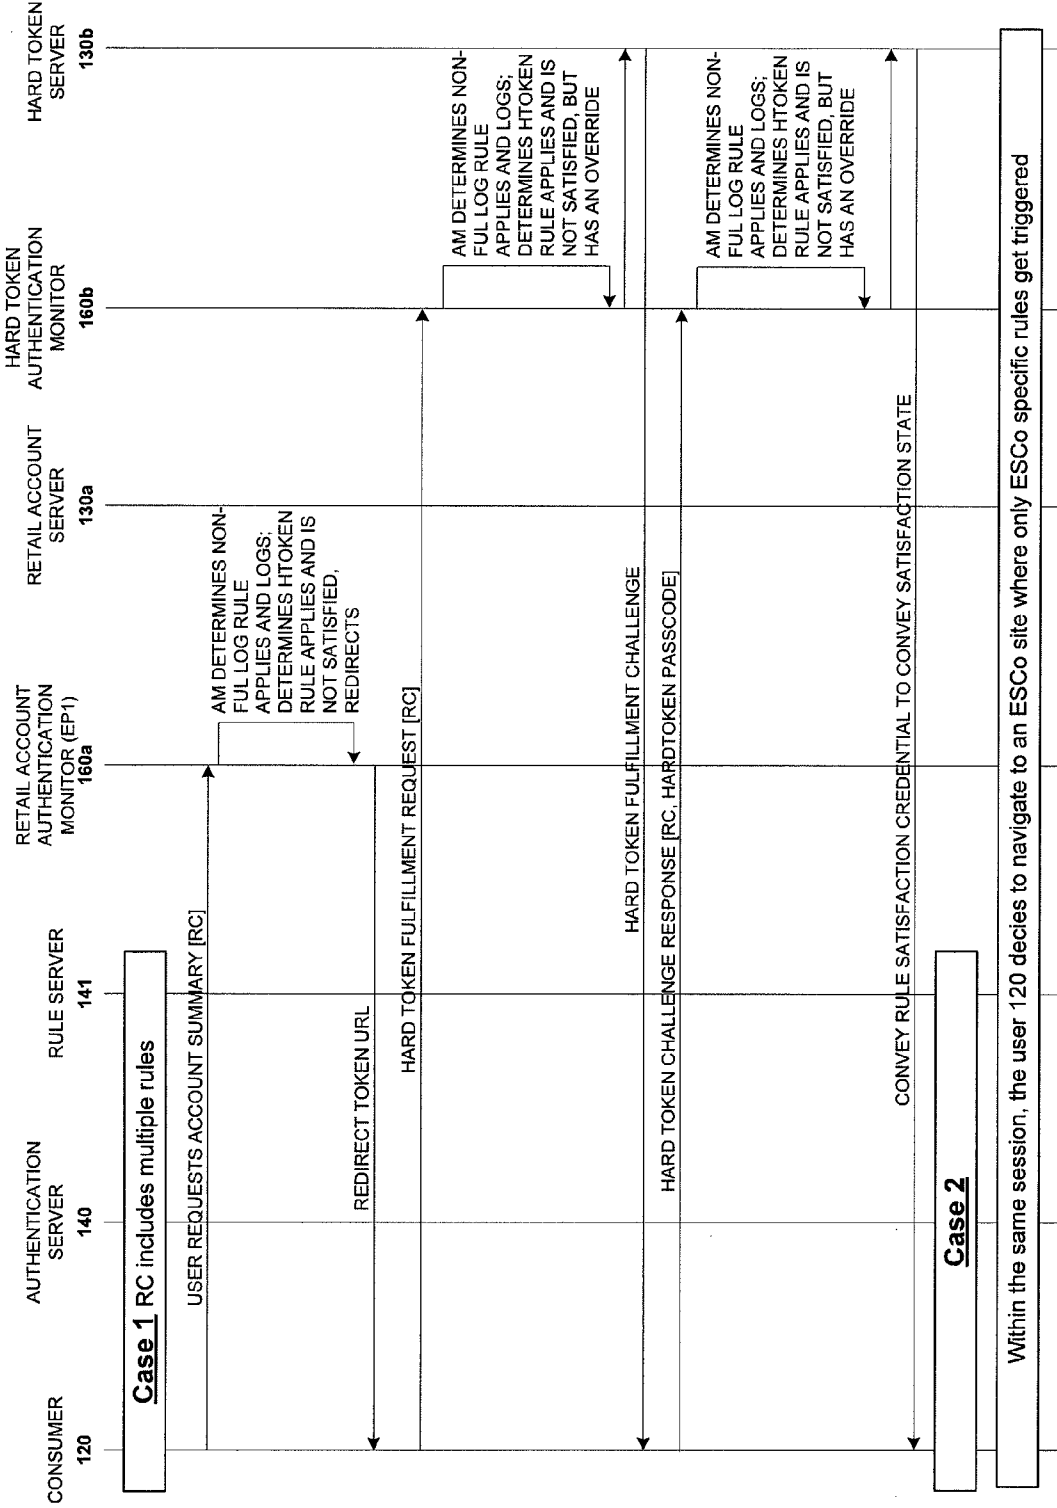 CONSUMER
120
AUTHENTICATION
SERVER
140
RULE SERVER
141
RETAIL ACCOUNT
AUTHENTICATION
MONITOR (EP1)
160a
RETAIL ACCOUNT
SERVER
130a
HARD TOKEN
AUTHENTICATION
MONITOR
160b
HARD TOKEN
SERVER
130b
Case 1 RC includes multiple rules
USER REQUESTS ACCOUNT SUMMARY [RC]
AM DETERMINES NON-
FUL LOG RULE
APPLIES AND LOGS;
DETERMINES HTOKEN
RULE APPLIES AND IS
NOT SATISFIED,
REDIRECTS
REDIRECT TOKEN URL
HARD TOKEN FULFILLMENT REQUEST [RC]
AM DETERMINES NON-
FUL LOG RULE
APPLIES AND LOGS;
DETERMINES HTOKEN
RULE APPLIES AND IS
NOT SATISFIED, BUT
HAS AN OVERRIDE
HARD TOKEN FULFILLMENT CHALLENGE
HARD TOKEN CHALLENGE RESPONSE [RC, HARDTOKEN PASSCODE]
AM DETERMINES NON-
FUL LOG RULE
APPLIES AND LOGS;
DETERMINES HTOKEN
RULE APPLIES AND IS
NOT SATISFIED, BUT
HAS AN OVERRIDE
CONVEY RULE SATISFACTION CREDENTIAL TO CONVEY SATISFACTION STATE
Case 2
Within the same session, the user 120 decies to navigate to an ESCo site where only ESCo specific rules get triggered